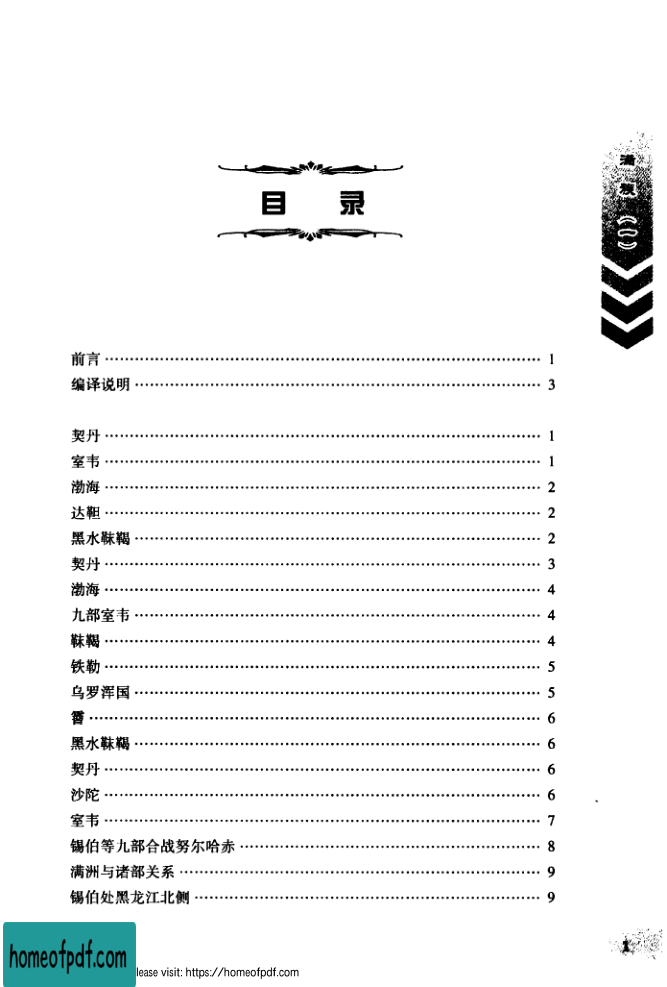 目 录
满族(一)
前言 1
编译说明 3
契丹 1
室韦 1
渤海 2
达靼 2
黑水靺鞨 2
契丹 3
渤海 4
九部室韦 4
靺鞨 4
铁勒 5
乌罗浑国 5
霫 6
黑水靺鞨 6
契丹 6
沙陀 6
室韦 7
锡伯等九部合战努尔哈赤 8
满洲与诸部关系 9
锡伯处黑龙江北侧 9
1
homeofpdf.com
lease visit: https://homeofpdf.com